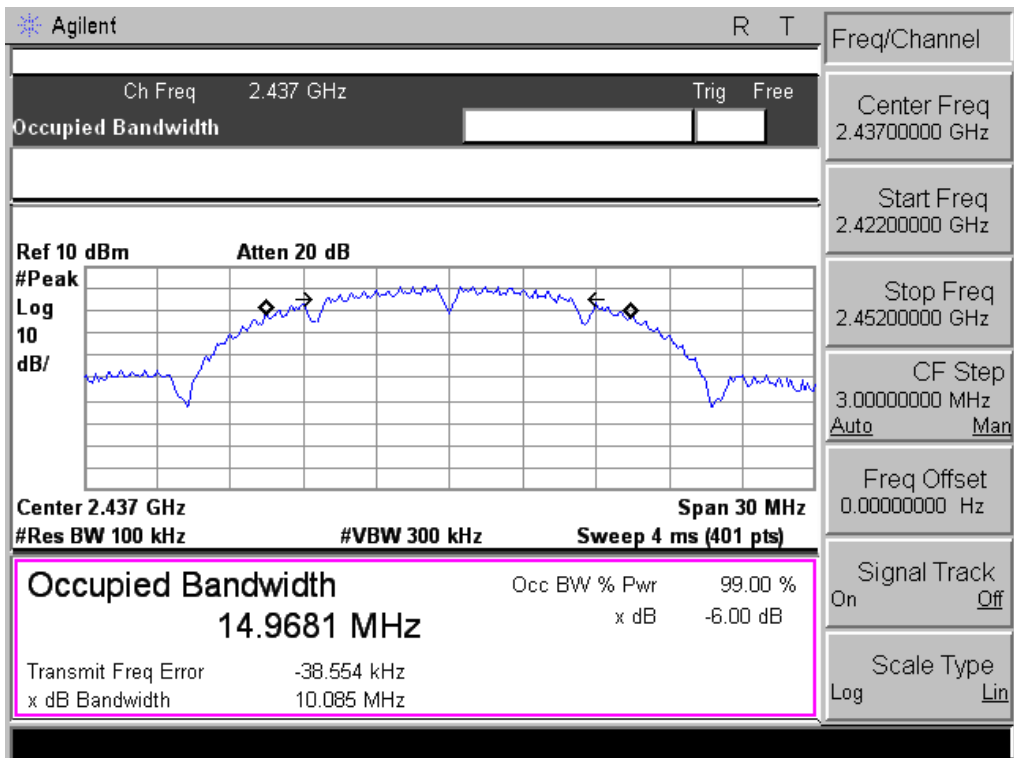 Agilent R T
Ch Freq 2.437 GHz Trig Free
Occupied Bandwidth
Ref 10 dBm Atten 20 dB
#Peak
Log
10
dB/
Center 2.437 GHz Span 30 MHz
#Res BW 100 kHz #VBW 300 kHz Sweep 4 ms (401 pts)
Occupied Bandwidth
14.9681 MHz
Occ BW % Pwr 99.00 %
x dB -6.00 dB
Transmit Freq Error -38.554 kHz
x dB Bandwidth 10.085 MHz
Freq/Channel
Center Freq
2.43700000 GHz
Start Freq
2.42200000 GHz
Stop Freq
2.45200000 GHz
CF Step
3.00000000 MHz
Auto Man
Freq Offset
0.00000000 Hz
Signal Track
On Off
Scale Type
Log Lin